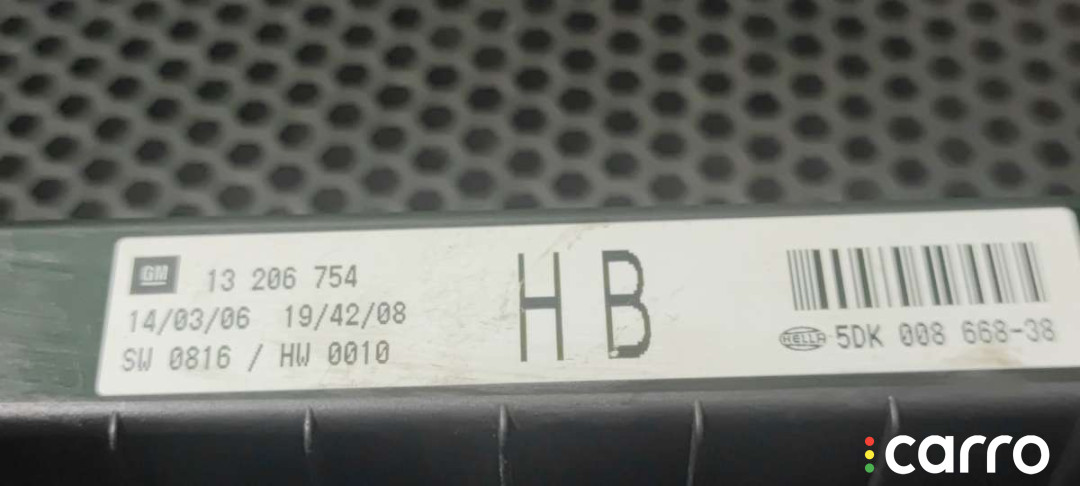 GM 13 206 754
14/03/06 19/42/08
SW 0816 / HW 0010
HB
HELLA 5DK 008 668-38
carro